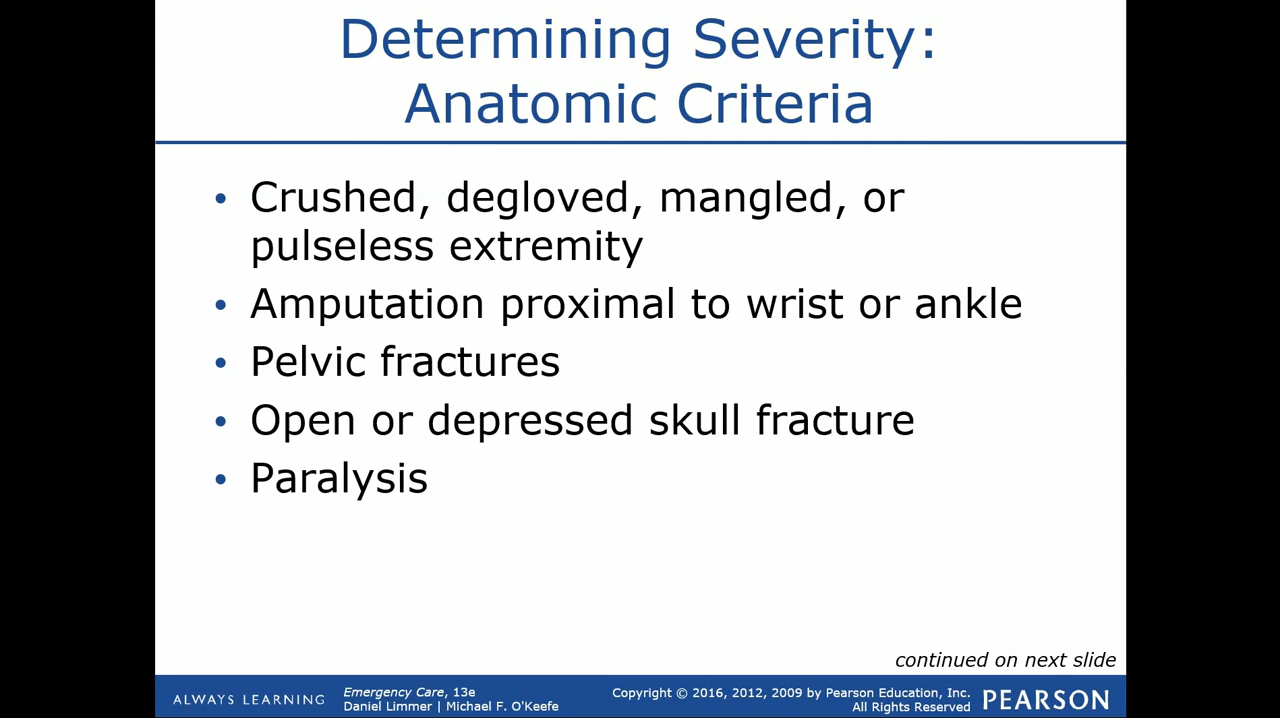 Determining Severity:
Anatomic Criteria
• Crushed, degloved, mangled, or
pulseless extremity
• Amputation proximal to wrist or ankle
• Pelvic fractures
• Open or depressed skull fracture
• Paralysis
continued on next slide
ALWAYS LEARNING
Emergency Care, 13e
Daniel Limmer | Michael F. O'Keefe
Copyright © 2016, 2012, 2009 by Pearson Education, Inc.
All Rights Reserved
PEARSON